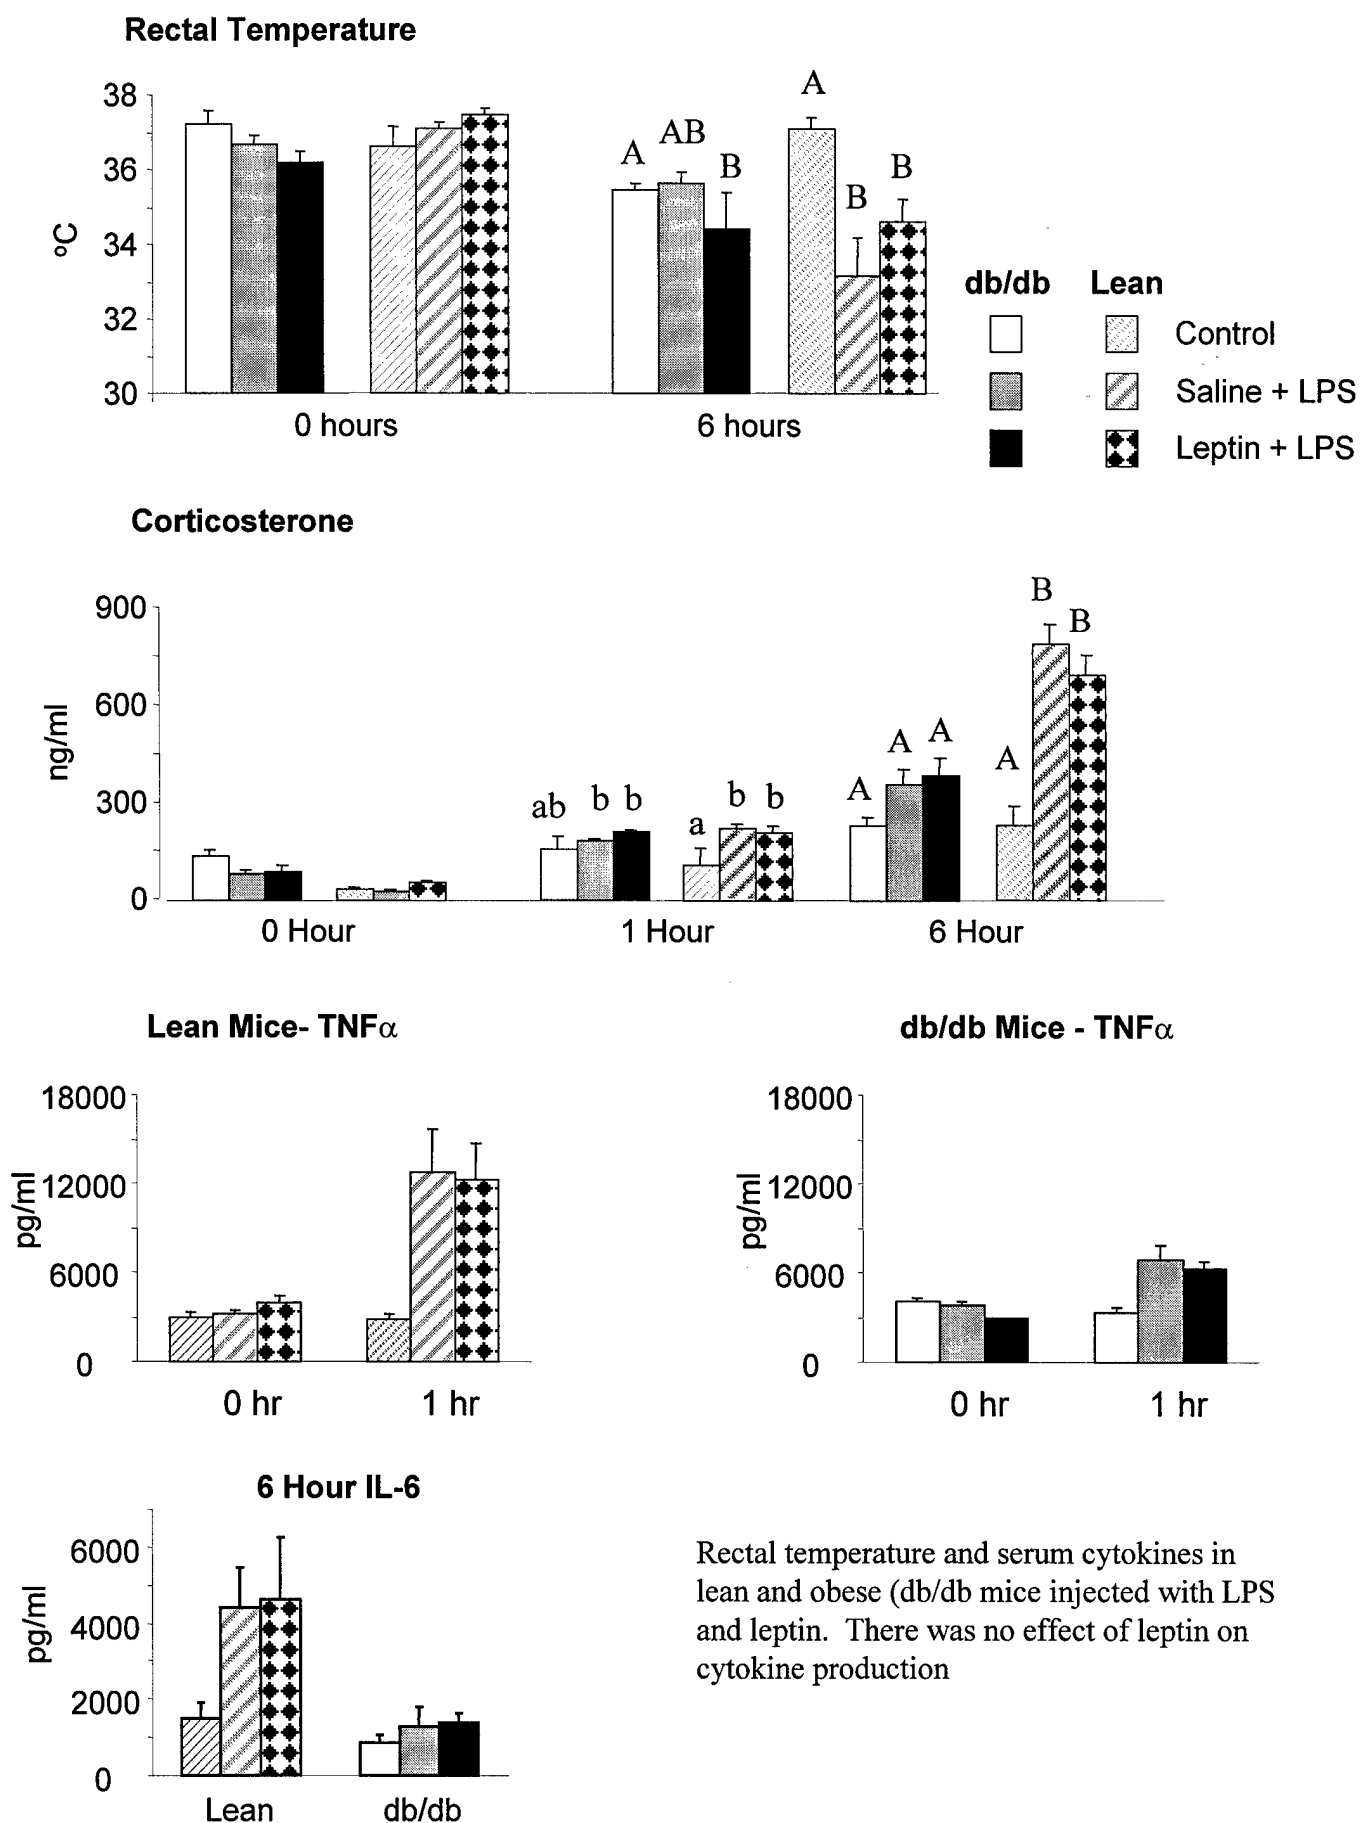 Rectal Temperature
38
36
34
32
30
ºC
A
AB
B
A
B
B
0 hours
6 hours
db/db Lean
Control
Saline + LPS
Leptin + LPS
Corticosterone
900
600
300
0
ng/ml
ab
b
b
a
b
b
A
A
A
A
B
B
0 Hour
1 Hour
6 Hour
Lean Mice- TNFα
18000
12000
6000
0
pg/ml
0 hr
1 hr
db/db Mice - TNFα
18000
12000
6000
0
pg/ml
0 hr
1 hr
6 Hour IL-6
6000
4000
2000
0
pg/ml
Lean
db/db
Rectal temperature and serum cytokines in
lean and obese (db/db mice injected with LPS
and leptin. There was no effect of leptin on
cytokine production